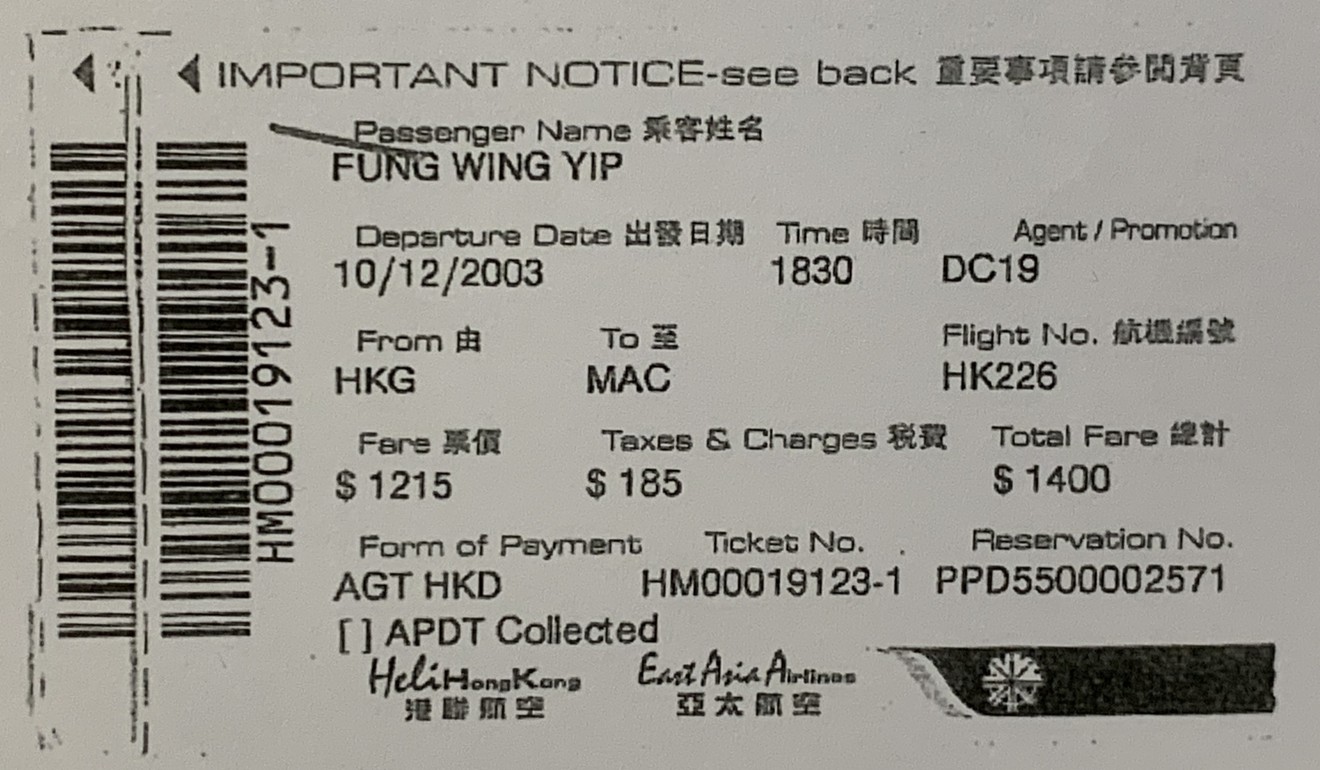 IMPORTANT NOTICE-see back 重要事項請參閱背頁
Passenger Name 乘客姓名
FUNG WING YIP
Departure Date 出發日期 Time 時間 Agent / Promotion
10/12/2003 1830 DC19
From 由 To 至 Flight No. 航機編號
HKG MAC HK226
Fare 票價 Taxes & Charges 税費 Total Fare 總計
$ 1215 $ 185 $ 1400
Form of Payment Ticket No. Reservation No.
AGT HKD HM00019123-1 PPD5500002571
[ ] APDT Collected
HeliHongKong East Asia Airlines
港聯航空 亞太航空
HM00019123-1